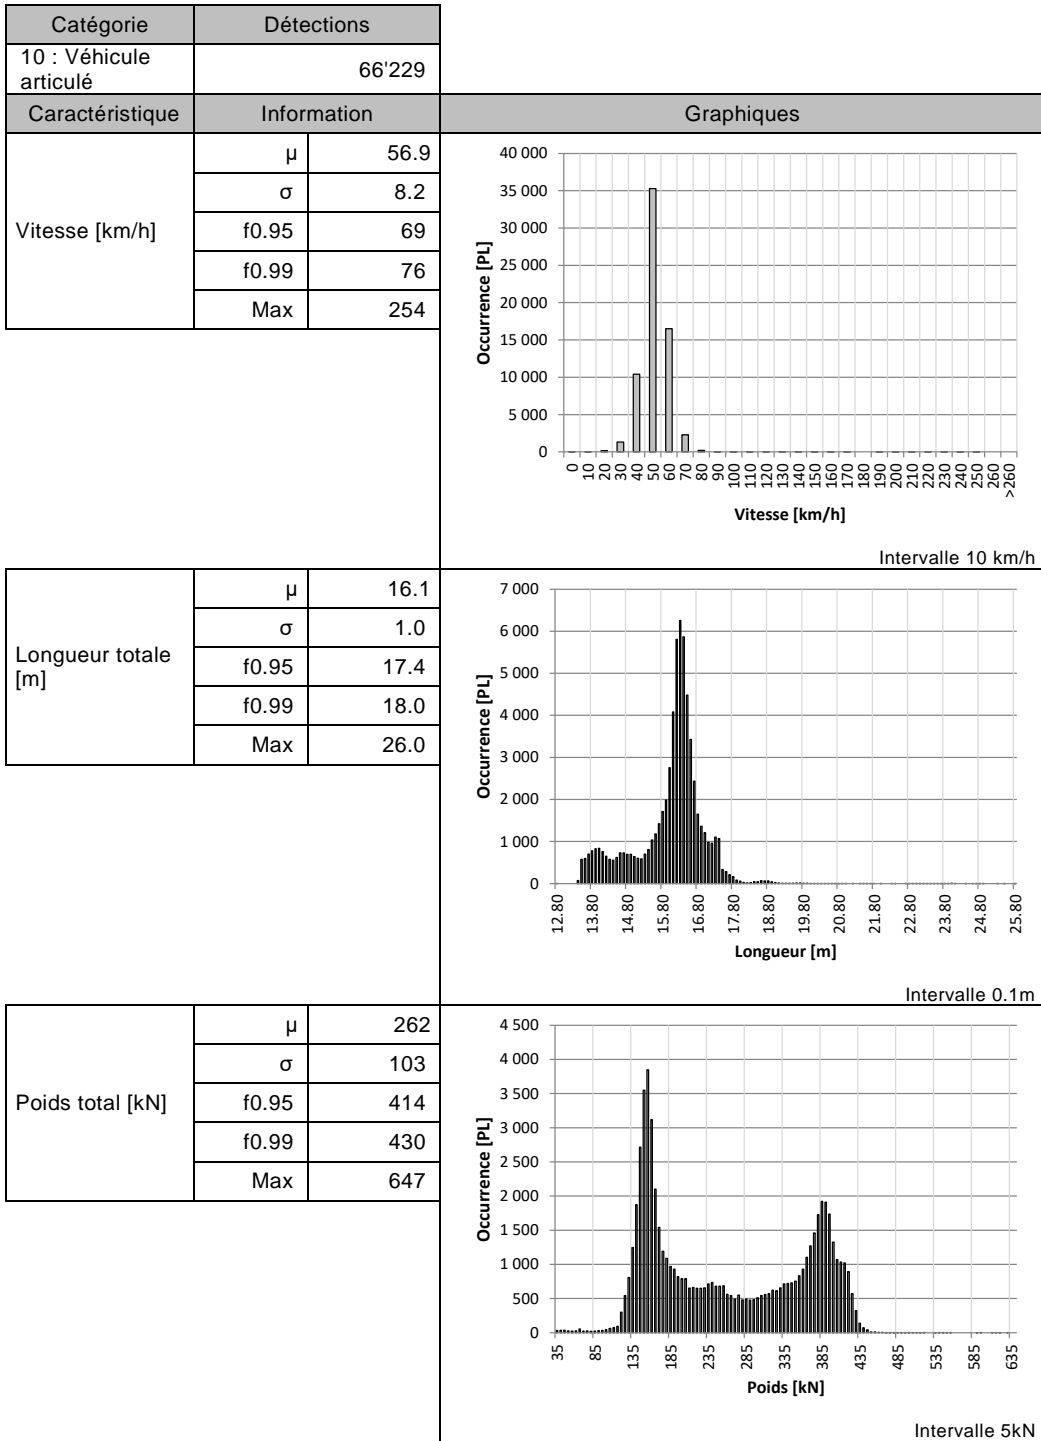 Catégorie Détections
10 : Véhicule
articulé
66'229
Caractéristique Information Graphiques
Vitesse [km/h]
µ 56.9
σ 8.2
f0.95 69
f0.99 76
Max 254
40 000
35 000
30 000
25 000
20 000
15 000
10 000
5 000
0
Occurrence [PL]
0 10 20 30 40 50 60 70 80 90 100 110 120 130 140 150 160 170 180 190 200 210 220 230 240 250 260 >260
Vitesse [km/h]
Intervalle 10 km/h
Longueur totale
[m]
µ 16.1
σ 1.0
f0.95 17.4
f0.99 18.0
Max 26.0
7 000
6 000
5 000
4 000
3 000
2 000
1 000
0
Occurrence [PL]
12.80 13.80 14.80 15.80 16.80 17.80 18.80 19.80 20.80 21.80 22.80 23.80 24.80 25.80
Longueur [m]
Intervalle 0.1m
Poids total [kN]
µ 262
σ 103
f0.95 414
f0.99 430
Max 647
4 500
4 000
3 500
3 000
2 500
2 000
1 500
1 000
500
0
Occurrence [PL]
35 85 135 185 235 285 335 385 435 485 535 585 635
Poids [kN]
Intervalle 5kN